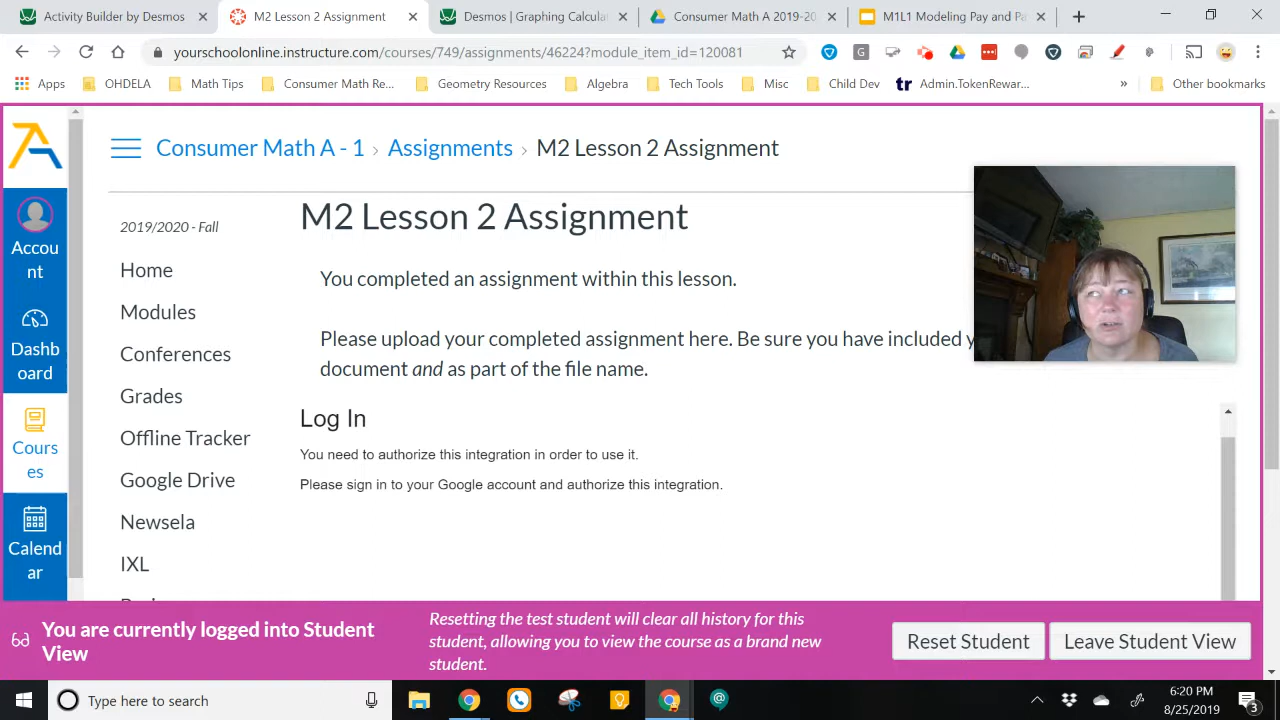 Activity Builder by Desmos
M2 Lesson 2 Assignment
Desmos | Graphing Calcula
Consumer Math A 2019-20
M1L1 Modeling Pay and Pa
yourschoolonline.instructure.com/courses/749/assignments/46224?module_item_id=120081
Apps
OHDELA
Math Tips
Consumer Math Re...
Geometry Resources
Algebra
Tech Tools
Misc
Child Dev
tr Admin.TokenRewar...
»
Other bookmarks
Consumer Math A - 1 › Assignments › M2 Lesson 2 Assignment
Accou
nt
Dashb
oard
Cours
es
Calend
ar
2019/2020 - Fall
Home
Modules
Conferences
Grades
Offline Tracker
Google Drive
Newsela
IXL
M2 Lesson 2 Assignment
You completed an assignment within this lesson.
Please upload your completed assignment here. Be sure you have included
document and as part of the file name.
Log In
You need to authorize this integration in order to use it.
Please sign in to your Google account and authorize this integration.
You are currently logged into Student
View
Resetting the test student will clear all history for this
student, allowing you to view the course as a brand new
student.
Reset Student
Leave Student View
Type here to search
6:20 PM
8/25/2019
3